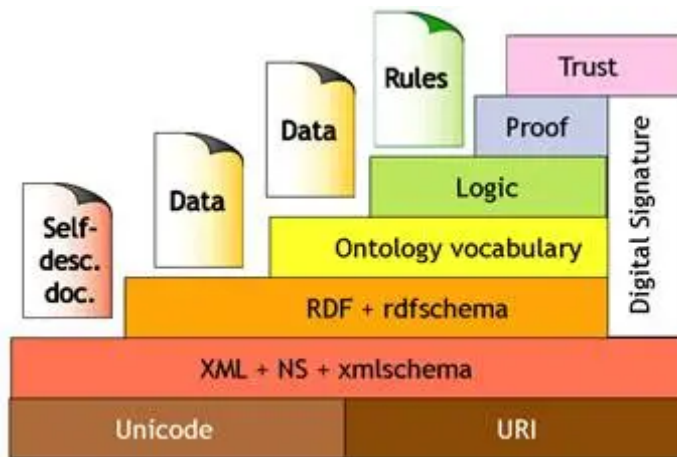 Trust
Rules
Proof
Data
Logic
Digital Signature
Data
Ontology vocabulary
Self-
desc.
doc.
RDF + rdfschema
XML + NS + xmlschema
Unicode
URI